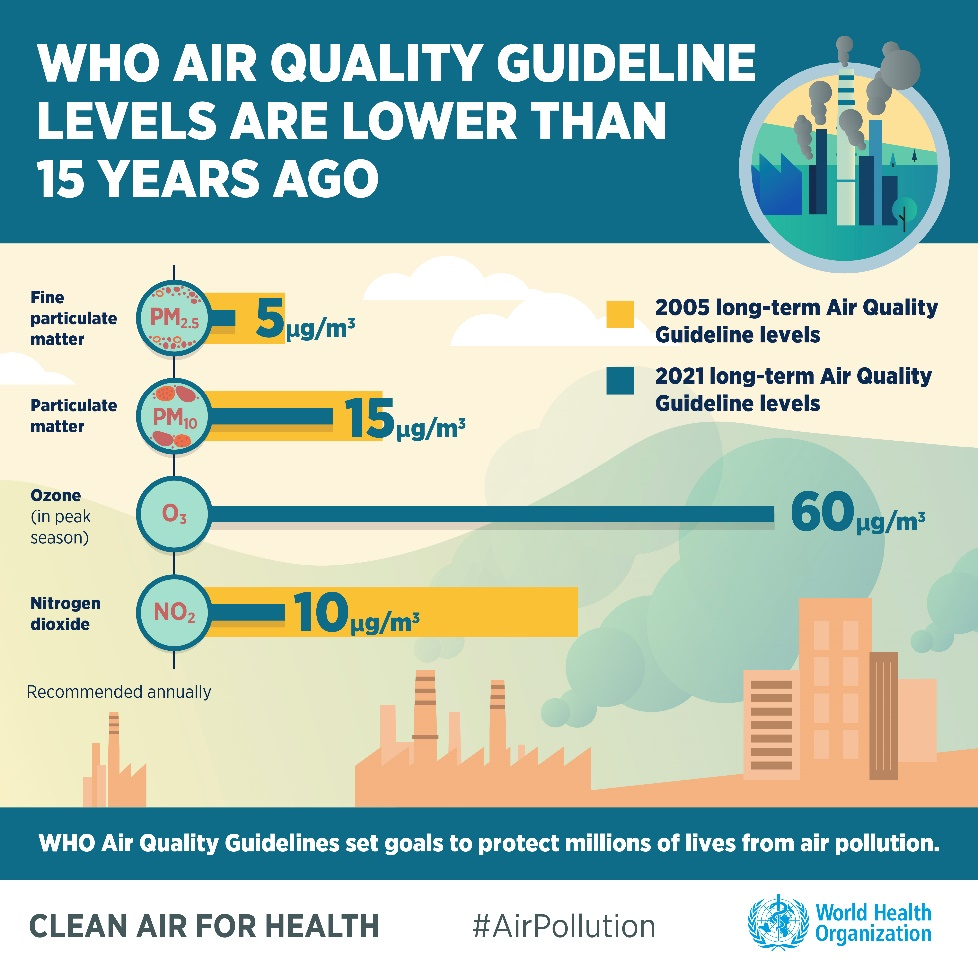 WHO AIR QUALITY GUIDELINE
LEVELS ARE LOWER THAN
15 YEARS AGO
Fine
particulate
matter
PM2.5
5µg/m³
2005 long-term Air Quality
Guideline levels
2021 long-term Air Quality
Guideline levels
Particulate
matter
PM10
15µg/m³
Ozone
(in peak
season)
O3
60µg/m³
Nitrogen
dioxide
NO2
10µg/m³
Recommended annually
WHO Air Quality Guidelines set goals to protect millions of lives from air pollution.
CLEAN AIR FOR HEALTH
#AirPollution
World Health
Organization